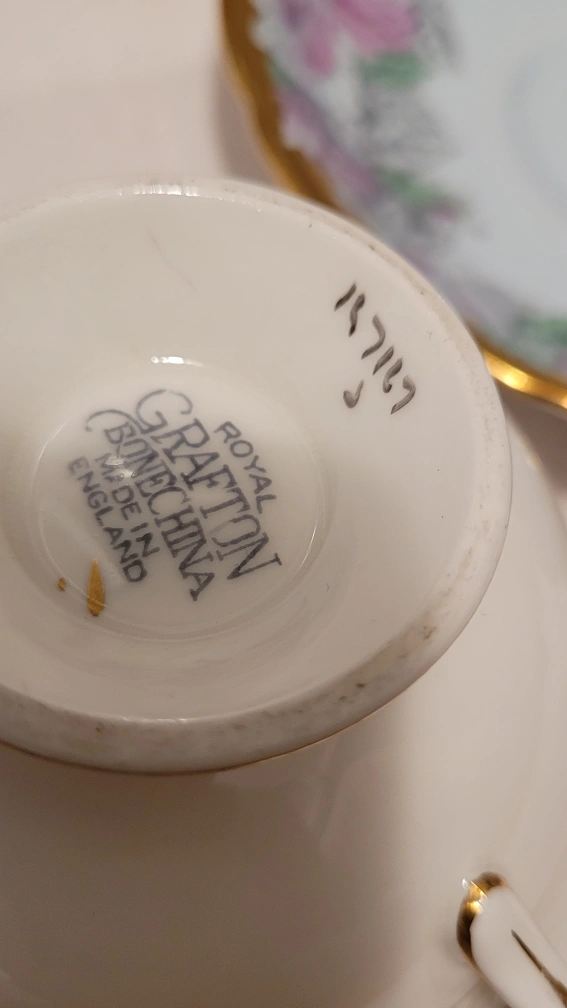 ROYAL
GRAFTON
BONE CHINA
MADE IN
ENGLAND